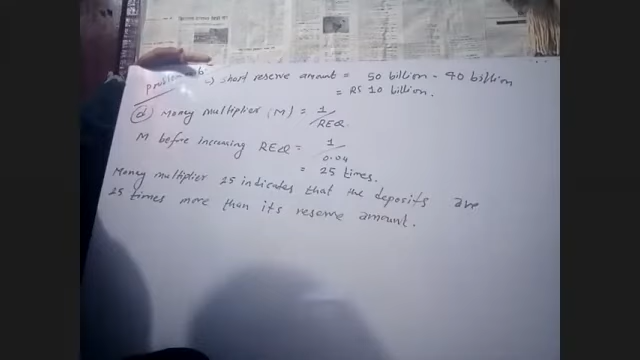 Problem 6
c) short reserve amount = 50 billion - 40 billion
= RS 10 billion.
(d) Money multiplier (M) = 1/REQ
M before increasing REQ = 1/0.04
= 25 times.
Money multiplier 25 indicates that the deposits are
25 times more than its reserve amount.